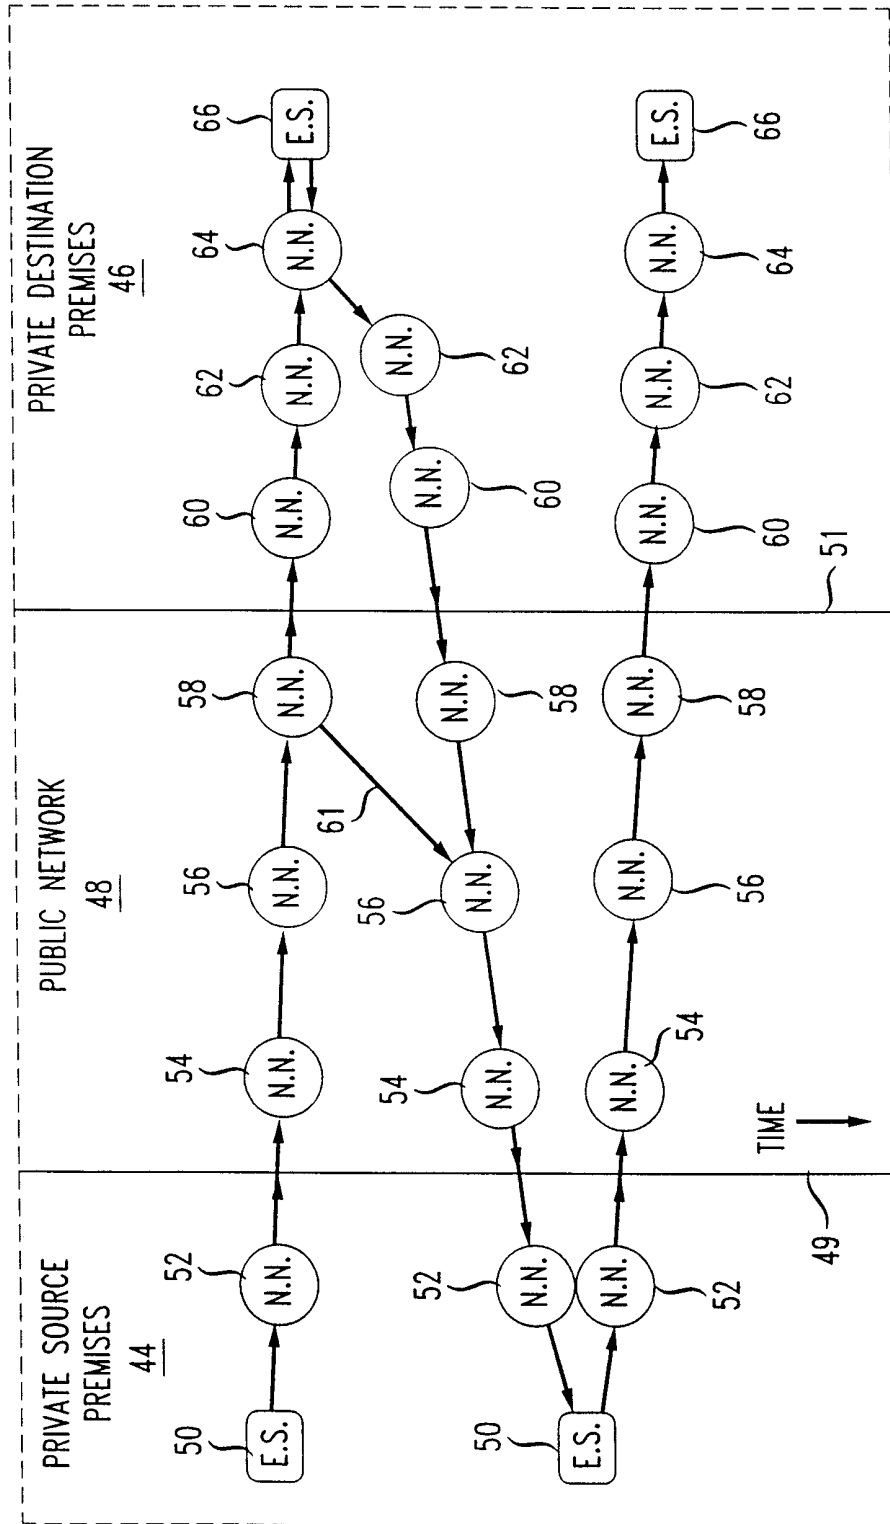 PRIVATE SOURCE
PREMISES
44
PUBLIC NETWORK
48
PRIVATE DESTINATION
PREMISES
46
50
52
54
56
58
60
62
64
66
E.S.
N.N.
N.N.
N.N.
N.N.
N.N.
N.N.
N.N.
E.S.
61
N.N.
62
N.N.
60
N.N.
58
56
N.N.
54
N.N.
52
N.N.
50
E.S.
N.N.
52
N.N.
54
N.N.
56
N.N.
58
N.N.
60
N.N.
62
N.N.
64
E.S.
66
TIME
49
51